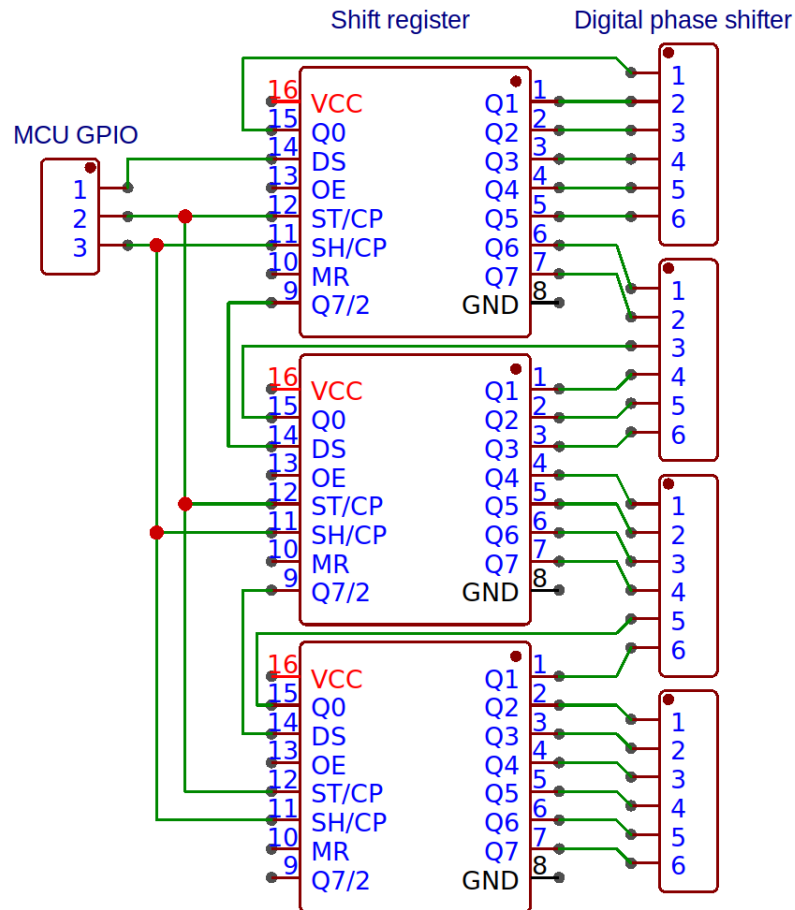 Shift register
Digital phase shifter
MCU GPIO
1
2
3
16 VCC
15 Q0
14 DS
13 OE
12 ST/CP
11 SH/CP
10 MR
9 Q7/2
Q1 1
Q2 2
Q3 3
Q4 4
Q5 5
Q6 6
Q7 7
GND 8
1
2
3
4
5
6
1
2
3
4
5
6
16 VCC
15 Q0
14 DS
13 OE
12 ST/CP
11 SH/CP
10 MR
9 Q7/2
Q1 1
Q2 2
Q3 3
Q4 4
Q5 5
Q6 6
Q7 7
GND 8
1
2
3
4
5
6
16 VCC
15 Q0
14 DS
13 OE
12 ST/CP
11 SH/CP
10 MR
9 Q7/2
Q1 1
Q2 2
Q3 3
Q4 4
Q5 5
Q6 6
Q7 7
GND 8
1
2
3
4
5
6